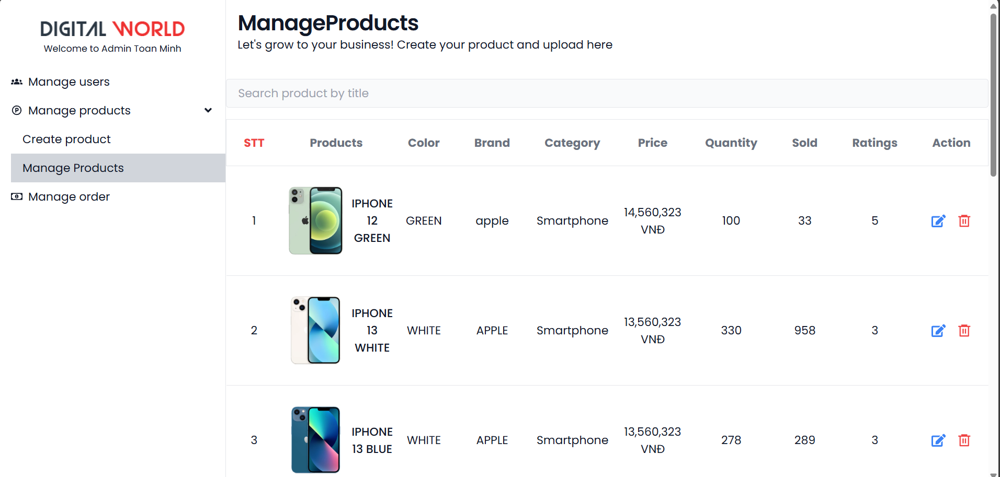 DIGITAL WORLD
Welcome to Admin Toan Minh
Manage users
Manage products
Create product
Manage Products
Manage order
ManageProducts
Let's grow to your business! Create your product and upload here
Search product by title
STT Products Color Brand Category Price Quantity Sold Ratings Action
1 IPHONE 12 GREEN GREEN apple Smartphone 14,560,323 VNĐ 100 33 5
2 IPHONE 13 WHITE WHITE APPLE Smartphone 13,560,323 VNĐ 330 958 3
3 IPHONE 13 BLUE WHITE APPLE Smartphone 13,560,323 VNĐ 278 289 3